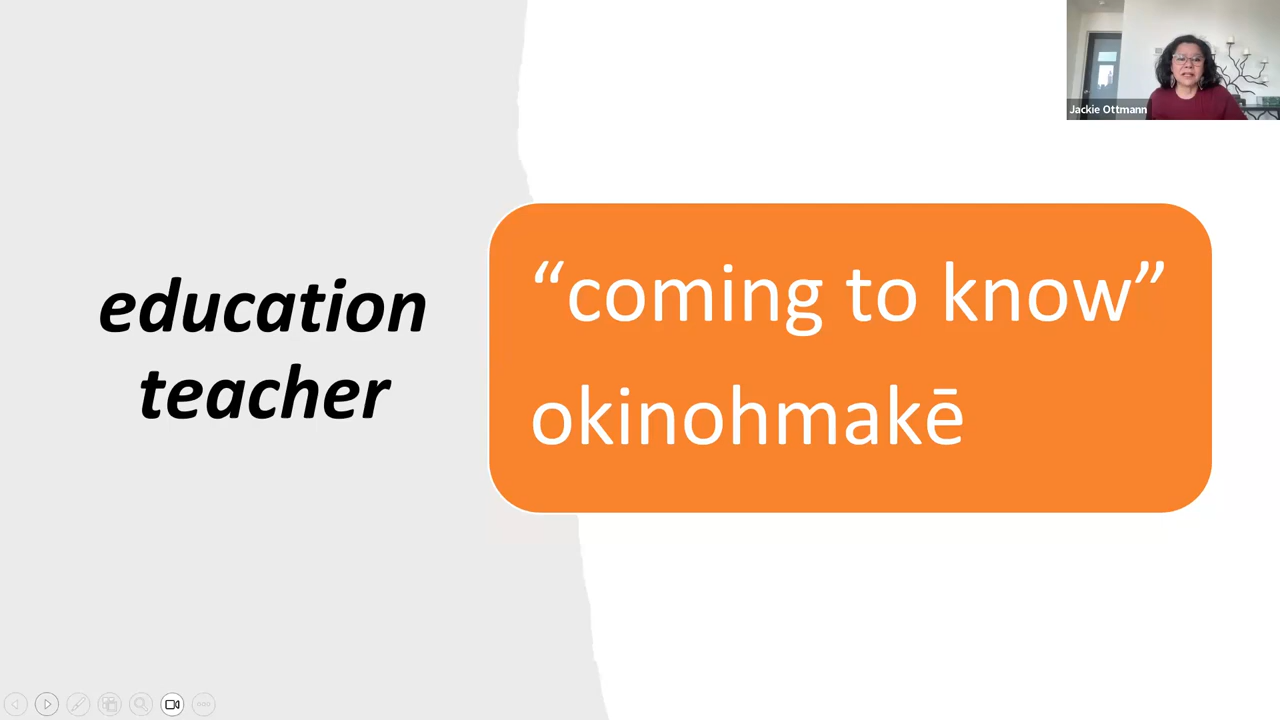 Jackie Ottmann
education
teacher
“coming to know”
okinohmakē